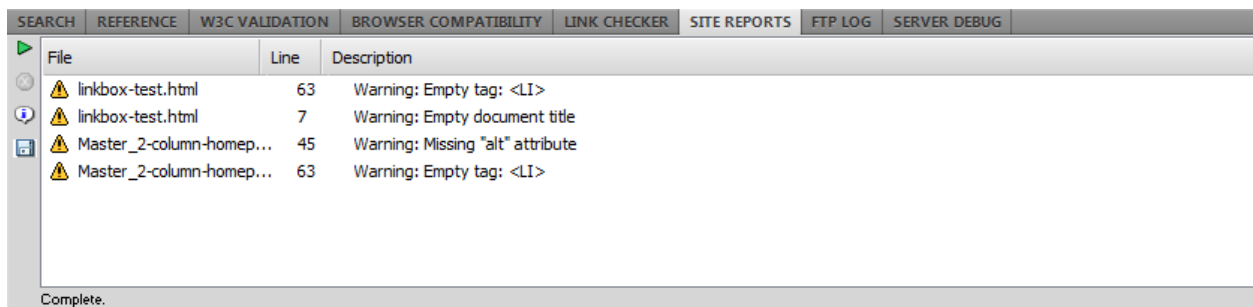 SEARCH REFERENCE W3C VALIDATION BROWSER COMPATIBILITY LINK CHECKER SITE REPORTS FTP LOG SERVER DEBUG
File Line Description
linkbox-test.html 63 Warning: Empty tag: <LI>
linkbox-test.html 7 Warning: Empty document title
Master_2-column-homep... 45 Warning: Missing "alt" attribute
Master_2-column-homep... 63 Warning: Empty tag: <LI>
Complete.